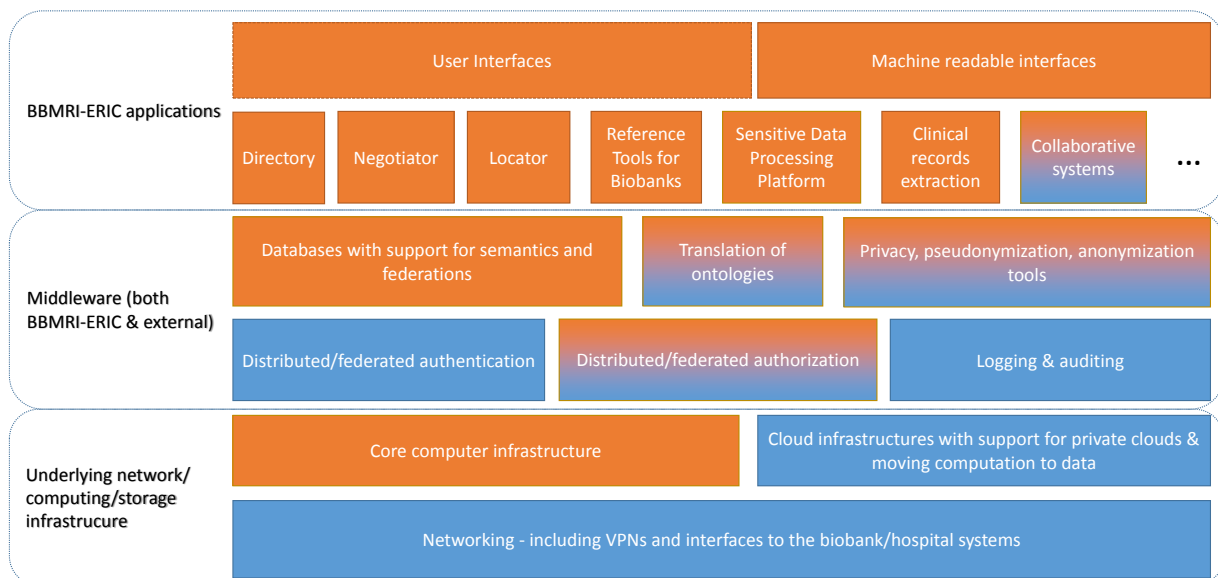 User Interfaces
Machine readable interfaces
BBMRI-ERIC applications
Directory
Negotiator
Locator
Reference
Tools for
Biobanks
Sensitive Data
Processing
Platform
Clinical
records
extraction
Collaborative
systems
...
Databases with support for semantics and
federations
Translation of
ontologies
Privacy, pseudonymization, anonymization
tools
Middleware (both
BBMRI-ERIC & external)
Distributed/federated authentication
Distributed/federated authorization
Logging & auditing
Core computer infrastructure
Cloud infrastructures with support for private clouds &
moving computation to data
Underlying network/
computing/storage
infrastrucure
Networking - including VPNs and interfaces to the biobank/hospital systems